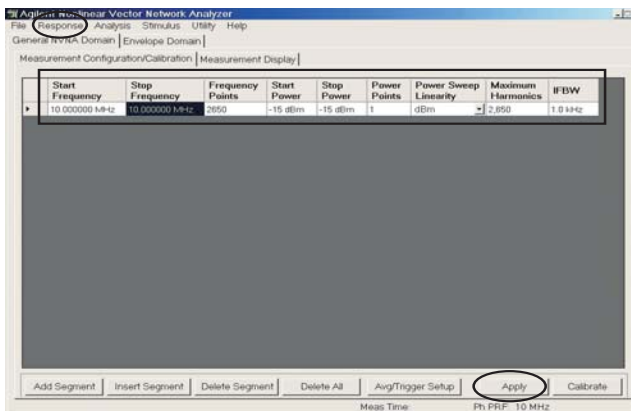 Agilent Nonlinear Vector Network Analyzer
File Response Analysis Stimulus Utility Help
General NVNA Domain Envelope Domain
Measurement Configuration/Calibration Measurement Display
Start Frequency Stop Frequency Frequency Points Start Power Stop Power Power Points Power Sweep Linearity Maximum Harmonics IFBW
10.000000 MHz 10.000000 MHz 2650 -15 dBm -15 dBm 1 dBm 2,650 1.0 kHz
Add Segment Insert Segment Delete Segment Delete All Avg/Trigger Setup Apply Calibrate
Meas Time: Ph PRF: 10 MHz